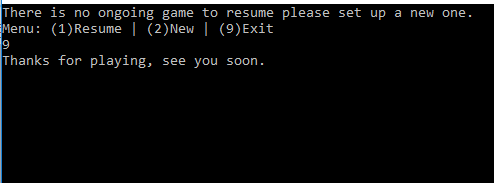 There is no ongoing game to resume please set up a new one.
Menu: (1)Resume | (2)New | (9)Exit
9
Thanks for playing, see you soon.